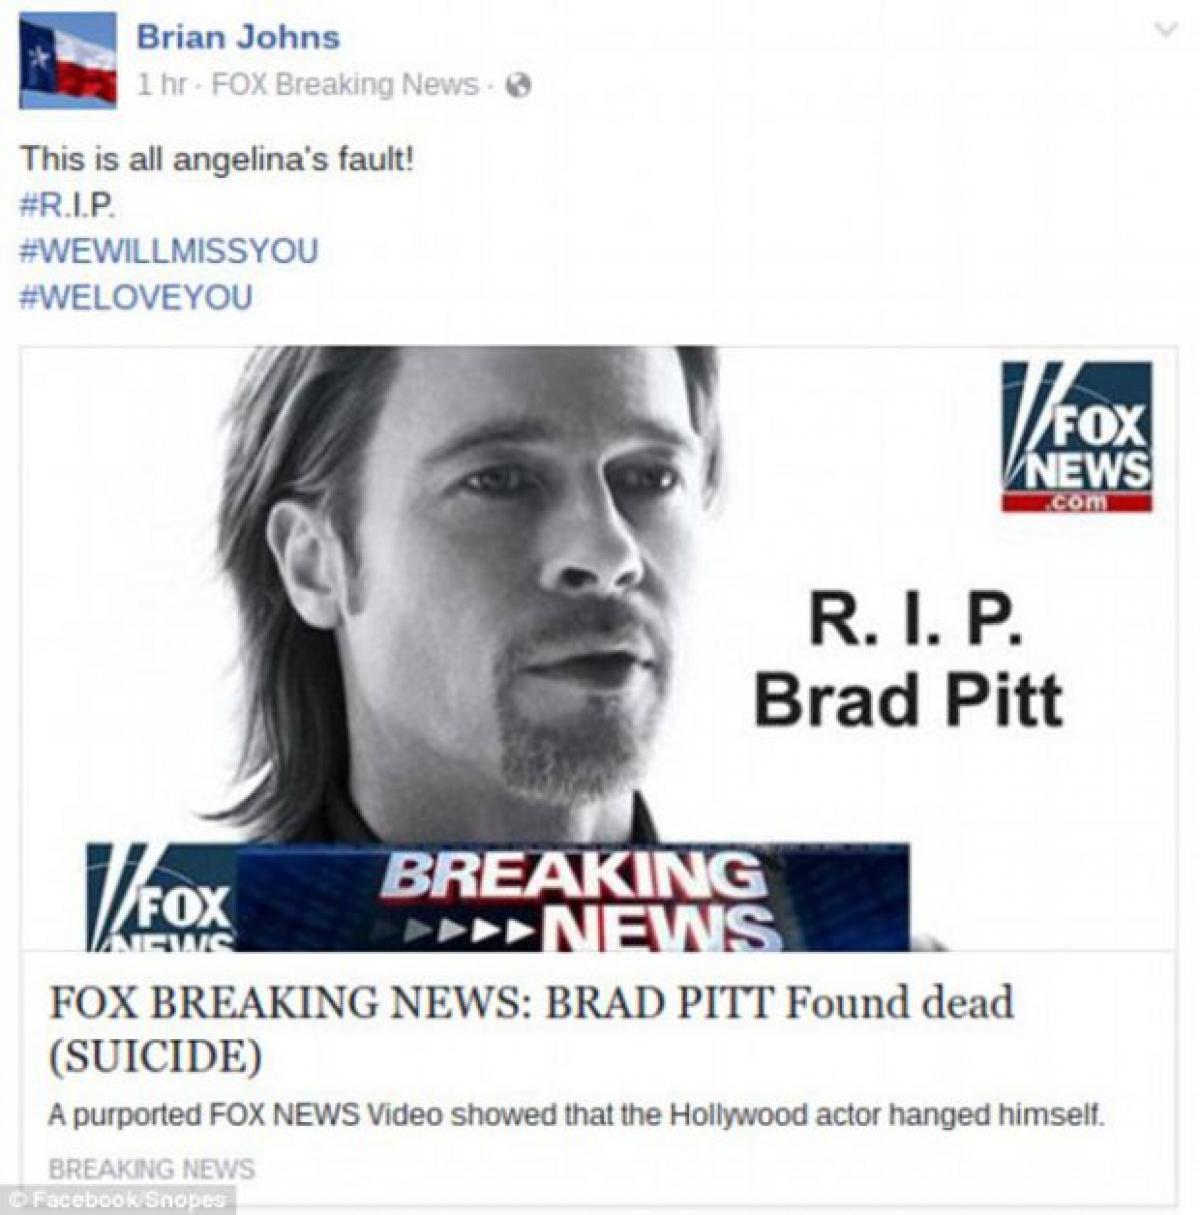 Brian Johns
1 hr · FOX Breaking News ·
This is all angelina's fault!
#R.I.P.
#WEWILLMISSYOU
#WELOVEYOU
FOX
NEWS
.com
R. I. P.
Brad Pitt
FOX
NEWS
BREAKING
NEWS
FOX BREAKING NEWS: BRAD PITT Found dead
(SUICIDE)
A purported FOX NEWS Video showed that the Hollywood actor hanged himself.
BREAKING NEWS
© Facebook/Snopes